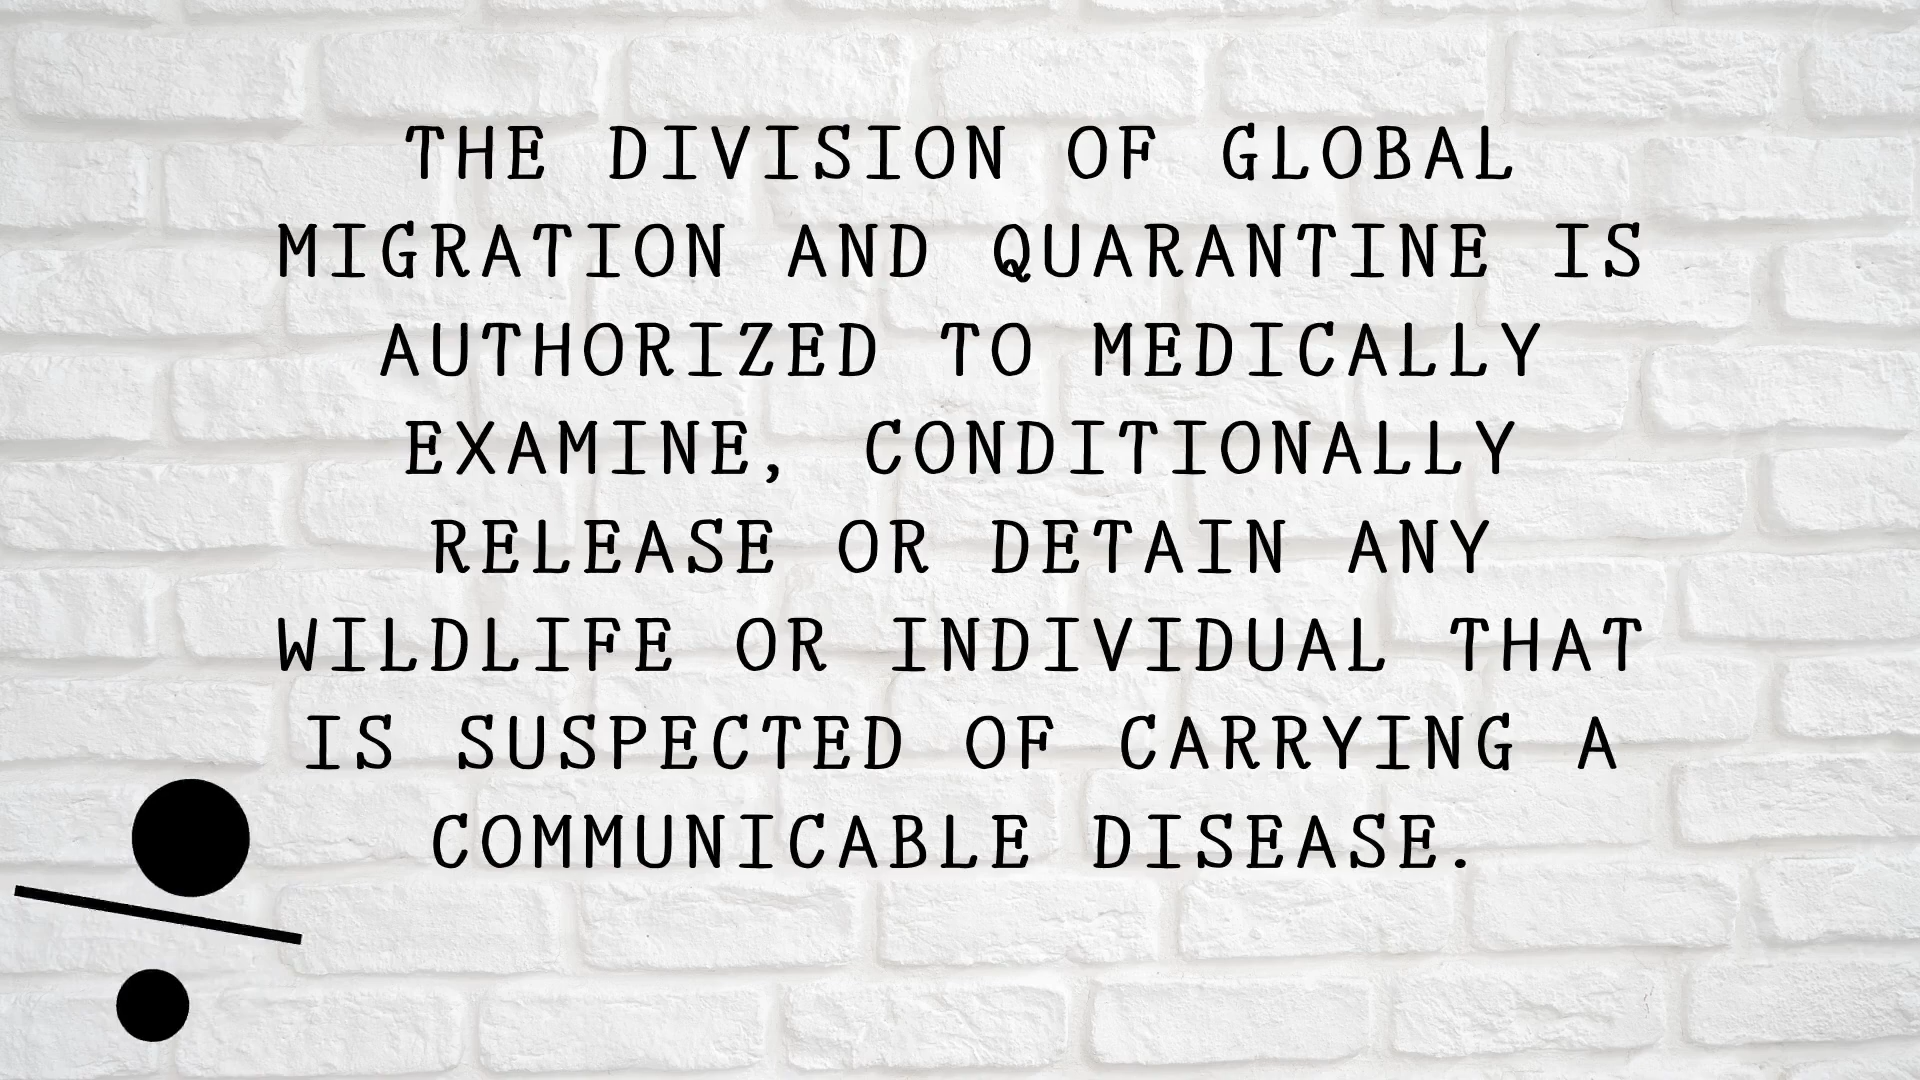 THE DIVISION OF GLOBAL
MIGRATION AND QUARANTINE IS
AUTHORIZED TO MEDICALLY
EXAMINE, CONDITIONALLY
RELEASE OR DETAIN ANY
WILDLIFE OR INDIVIDUAL THAT
IS SUSPECTED OF CARRYING A
COMMUNICABLE DISEASE.